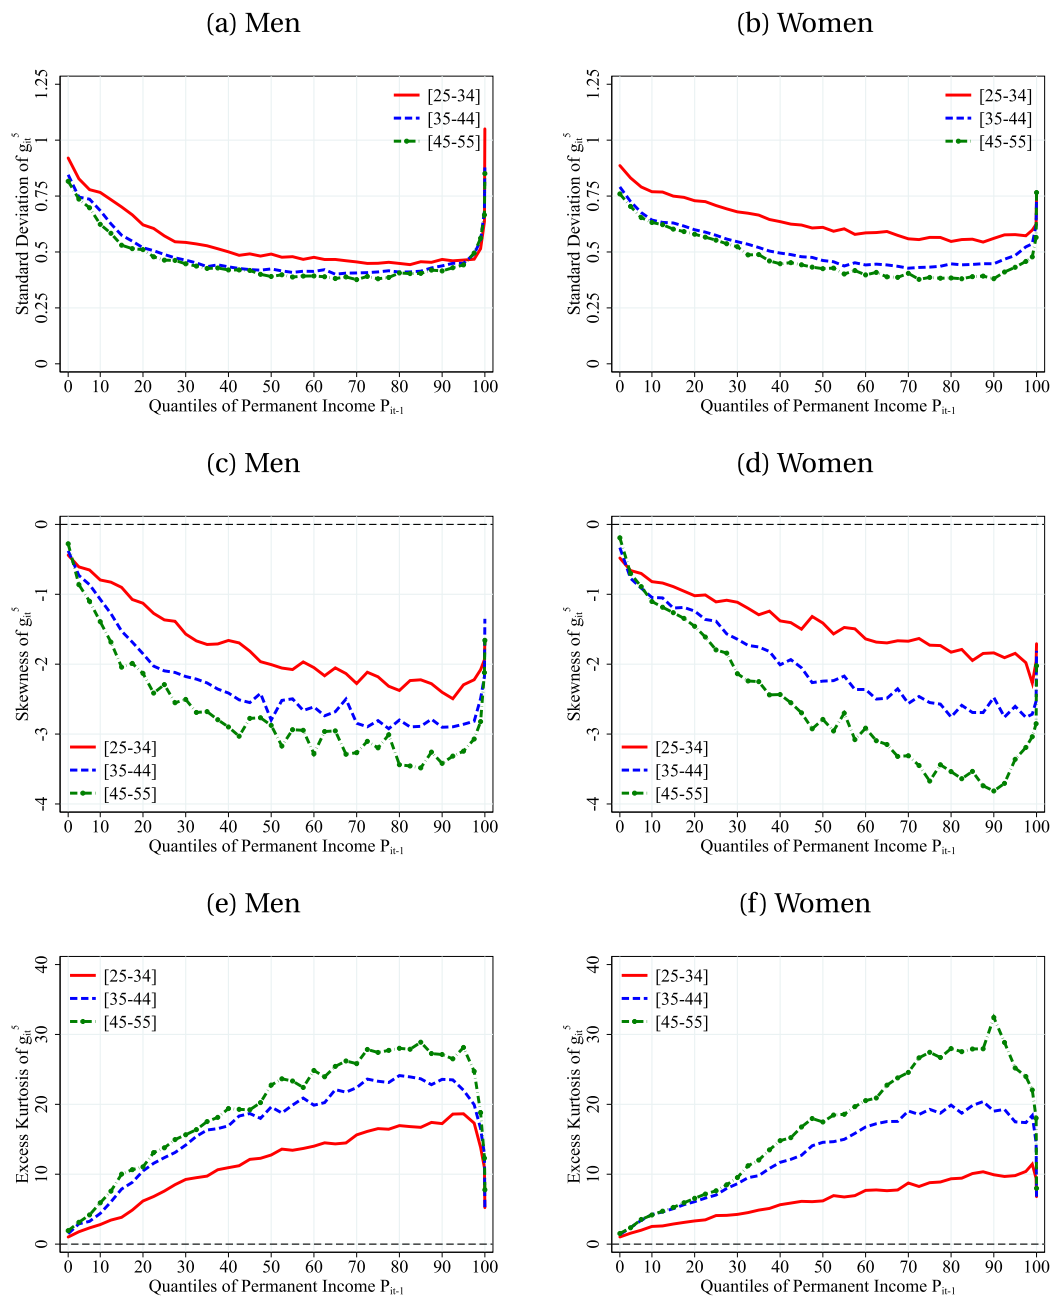 (a) Men
(b) Women
Standard Deviation of g_it^5
0 0.25 0.5 0.75 1 1.25
[25-34]
[35-44]
[45-55]
0 10 20 30 40 50 60 70 80 90 100
Quantiles of Permanent Income P_it-1
Standard Deviation of g_it^5
0 0.25 0.5 0.75 1 1.25
[25-34]
[35-44]
[45-55]
0 10 20 30 40 50 60 70 80 90 100
Quantiles of Permanent Income P_it-1
(c) Men
(d) Women
Skewness of g_it^5
-4 -3 -2 -1 0
[25-34]
[35-44]
[45-55]
0 10 20 30 40 50 60 70 80 90 100
Quantiles of Permanent Income P_it-1
Skewness of g_it^5
-4 -3 -2 -1 0
[25-34]
[35-44]
[45-55]
0 10 20 30 40 50 60 70 80 90 100
Quantiles of Permanent Income P_it-1
(e) Men
(f) Women
Excess Kurtosis of g_it^5
0 10 20 30 40
[25-34]
[35-44]
[45-55]
0 10 20 30 40 50 60 70 80 90 100
Quantiles of Permanent Income P_it-1
Excess Kurtosis of g_it^5
0 10 20 30 40
[25-34]
[35-44]
[45-55]
0 10 20 30 40 50 60 70 80 90 100
Quantiles of Permanent Income P_it-1